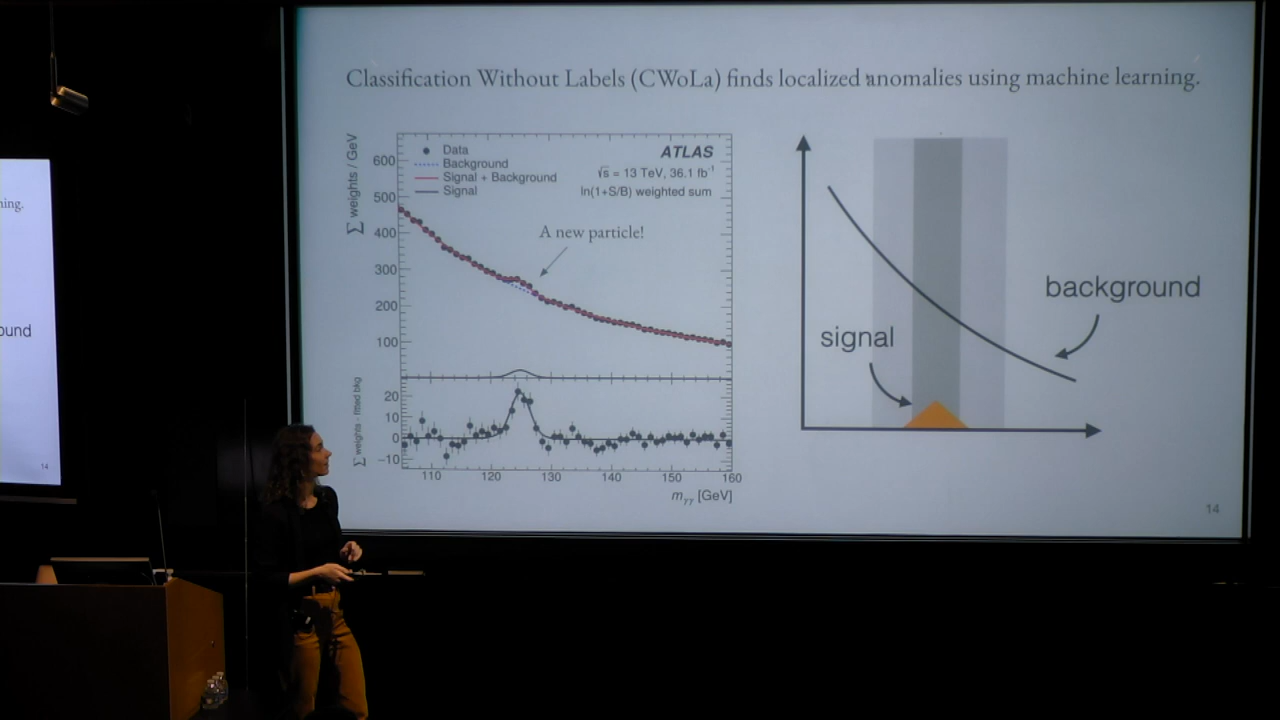 Classification Without Labels (CWoLa) finds localized anomalies using machine learning.
∑ weights / GeV
600
500
400
300
200
100
Data
Background
Signal + Background
Signal
ATLAS
√s = 13 TeV, 36.1 fb⁻¹
ln(1+S/B) weighted sum
A new particle!
∑ weights - fitted bkg
20
10
0
−10
110
120
130
140
150
160
mγγ [GeV]
signal
background
14
ning.
ound
14